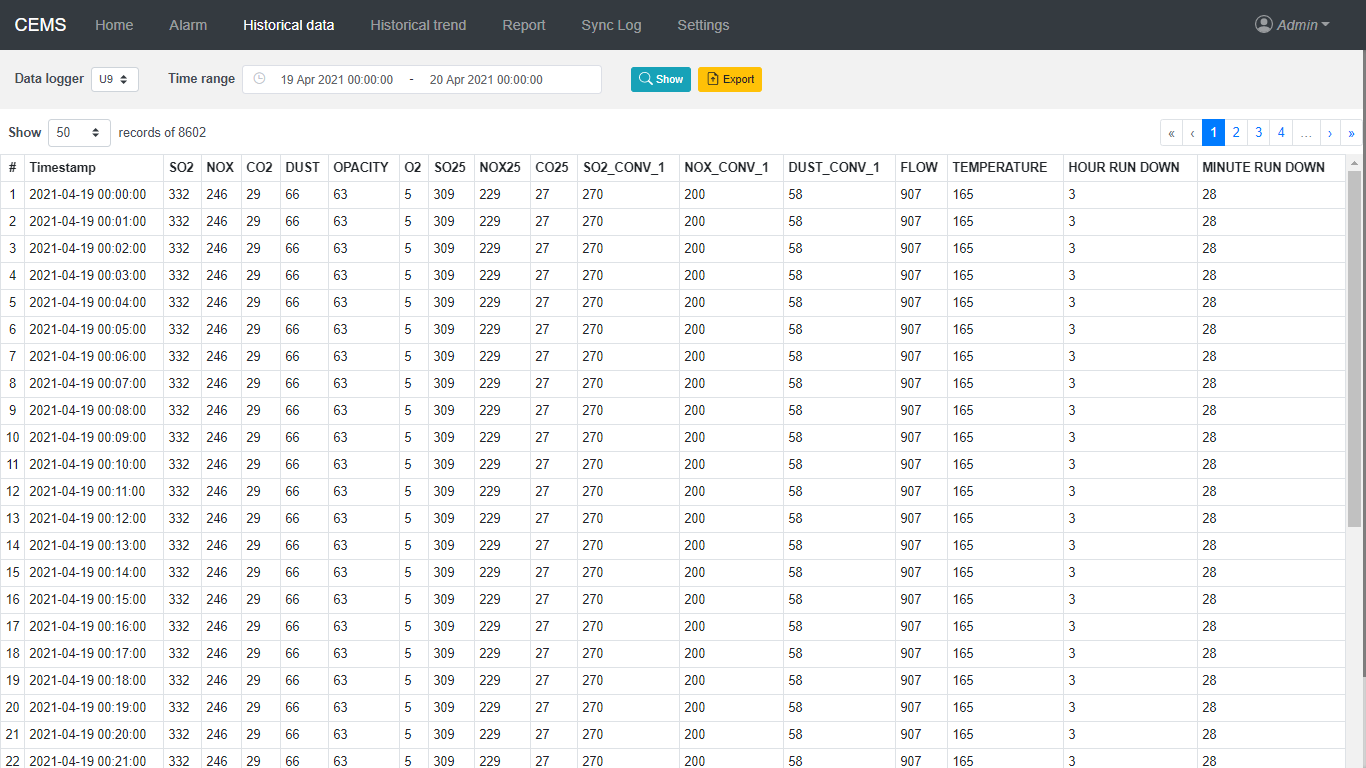 CEMS Home Alarm Historical data Historical trend Report Sync Log Settings Admin
Data logger U9 Time range 19 Apr 2021 00:00:00 - 20 Apr 2021 00:00:00 Show Export
Show 50 records of 8602 « ‹ 1 2 3 4 ... › »
# Timestamp SO2 NOX CO2 DUST OPACITY O2 SO25 NOX25 CO25 SO2_CONV_1 NOX_CONV_1 DUST_CONV_1 FLOW TEMPERATURE HOUR RUN DOWN MINUTE RUN DOWN
1 2021-04-19 00:00:00 332 246 29 66 63 5 309 229 27 270 200 58 907 165 3 28
2 2021-04-19 00:01:00 332 246 29 66 63 5 309 229 27 270 200 58 907 165 3 28
3 2021-04-19 00:02:00 332 246 29 66 63 5 309 229 27 270 200 58 907 165 3 28
4 2021-04-19 00:03:00 332 246 29 66 63 5 309 229 27 270 200 58 907 165 3 28
5 2021-04-19 00:04:00 332 246 29 66 63 5 309 229 27 270 200 58 907 165 3 28
6 2021-04-19 00:05:00 332 246 29 66 63 5 309 229 27 270 200 58 907 165 3 28
7 2021-04-19 00:06:00 332 246 29 66 63 5 309 229 27 270 200 58 907 165 3 28
8 2021-04-19 00:07:00 332 246 29 66 63 5 309 229 27 270 200 58 907 165 3 28
9 2021-04-19 00:08:00 332 246 29 66 63 5 309 229 27 270 200 58 907 165 3 28
10 2021-04-19 00:09:00 332 246 29 66 63 5 309 229 27 270 200 58 907 165 3 28
11 2021-04-19 00:10:00 332 246 29 66 63 5 309 229 27 270 200 58 907 165 3 28
12 2021-04-19 00:11:00 332 246 29 66 63 5 309 229 27 270 200 58 907 165 3 28
13 2021-04-19 00:12:00 332 246 29 66 63 5 309 229 27 270 200 58 907 165 3 28
14 2021-04-19 00:13:00 332 246 29 66 63 5 309 229 27 270 200 58 907 165 3 28
15 2021-04-19 00:14:00 332 246 29 66 63 5 309 229 27 270 200 58 907 165 3 28
16 2021-04-19 00:15:00 332 246 29 66 63 5 309 229 27 270 200 58 907 165 3 28
17 2021-04-19 00:16:00 332 246 29 66 63 5 309 229 27 270 200 58 907 165 3 28
18 2021-04-19 00:17:00 332 246 29 66 63 5 309 229 27 270 200 58 907 165 3 28
19 2021-04-19 00:18:00 332 246 29 66 63 5 309 229 27 270 200 58 907 165 3 28
20 2021-04-19 00:19:00 332 246 29 66 63 5 309 229 27 270 200 58 907 165 3 28
21 2021-04-19 00:20:00 332 246 29 66 63 5 309 229 27 270 200 58 907 165 3 28
22 2021-04-19 00:21:00 332 246 29 66 63 5 309 229 27 270 200 58 907 165 3 28